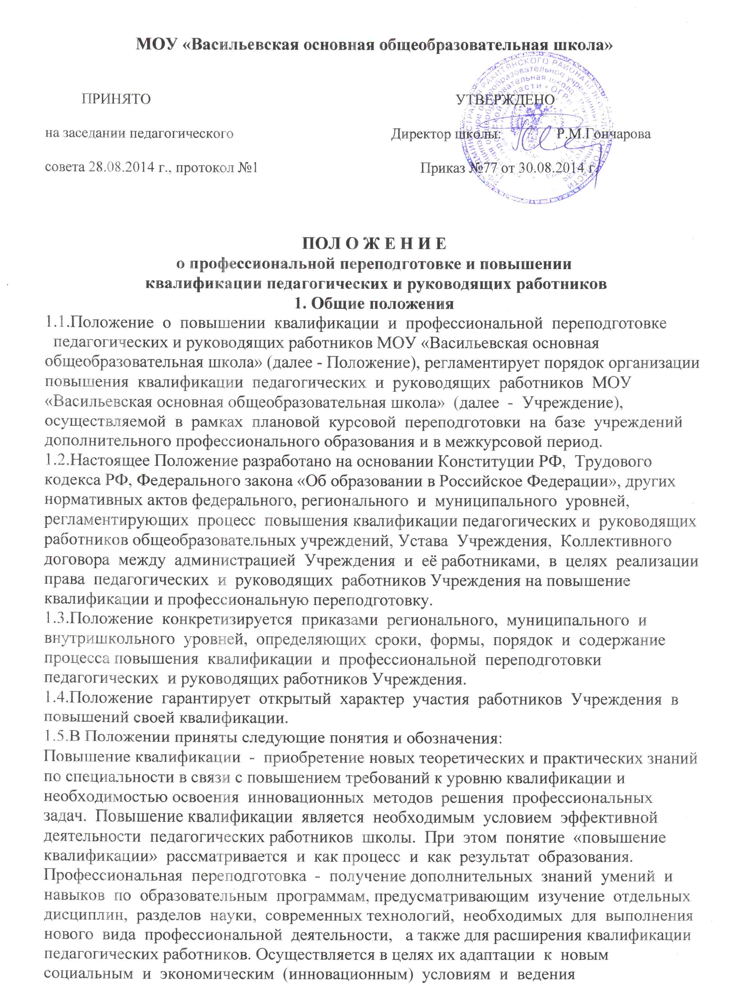 МОУ «Васильевская основная общеобразовательная школа»
ПРИНЯТО УТВЕРЖДЕНО
на заседании педагогического Директор школы: Р.М.Гончарова
совета 28.08.2014 г., протокол №1 Приказ №77 от 30.08.2014 г.
ПОЛ О Ж Е Н И Е
о профессиональной переподготовке и повышении
квалификации педагогических и руководящих работников
1. Общие положения
1.1.Положение о повышении квалификации и профессиональной переподготовке
педагогических и руководящих работников МОУ «Васильевская основная
общеобразовательная школа» (далее - Положение), регламентирует порядок организации
повышения квалификации педагогических и руководящих работников МОУ
«Васильевская основная общеобразовательная школа» (далее - Учреждение),
осуществляемой в рамках плановой курсовой переподготовки на базе учреждений
дополнительного профессионального образования и в межкурсовой период.
1.2.Настоящее Положение разработано на основании Конституции РФ, Трудового
кодекса РФ, Федерального закона «Об образовании в Российское Федерации», других
нормативных актов федерального, регионального и муниципального уровней,
регламентирующих процесс повышения квалификации педагогических и руководящих
работников общеобразовательных учреждений, Устава Учреждения, Коллективного
договора между администрацией Учреждения и её работниками, в целях реализации
права педагогических и руководящих работников Учреждения на повышение
квалификации и профессиональную переподготовку.
1.3.Положение конкретизируется приказами регионального, муниципального и
внутришкольного уровней, определяющих сроки, формы, порядок и содержание
процесса повышения квалификации и профессиональной переподготовки
педагогических и руководящих работников Учреждения.
1.4.Положение гарантирует открытый характер участия работников Учреждения в
повышений своей квалификации.
1.5.В Положении приняты следующие понятия и обозначения:
Повышение квалификации - приобретение новых теоретических и практических знаний
по специальности в связи с повышением требований к уровню квалификации и
необходимостью освоения инновационных методов решения профессиональных
задач. Повышение квалификации является необходимым условием эффективной
деятельности педагогических работников школы. При этом понятие «повышение
квалификации» рассматривается и как процесс и как результат образования.
Профессиональная переподготовка - получение дополнительных знаний умений и
навыков по образовательным программам, предусматривающим изучение отдельных
дисциплин, разделов науки, современных технологий, необходимых для выполнения
нового вида профессиональной деятельности, а также для расширения квалификации
педагогических работников. Осуществляется в целях их адаптации к новым
социальным и экономическим (инновационным) условиям и ведения